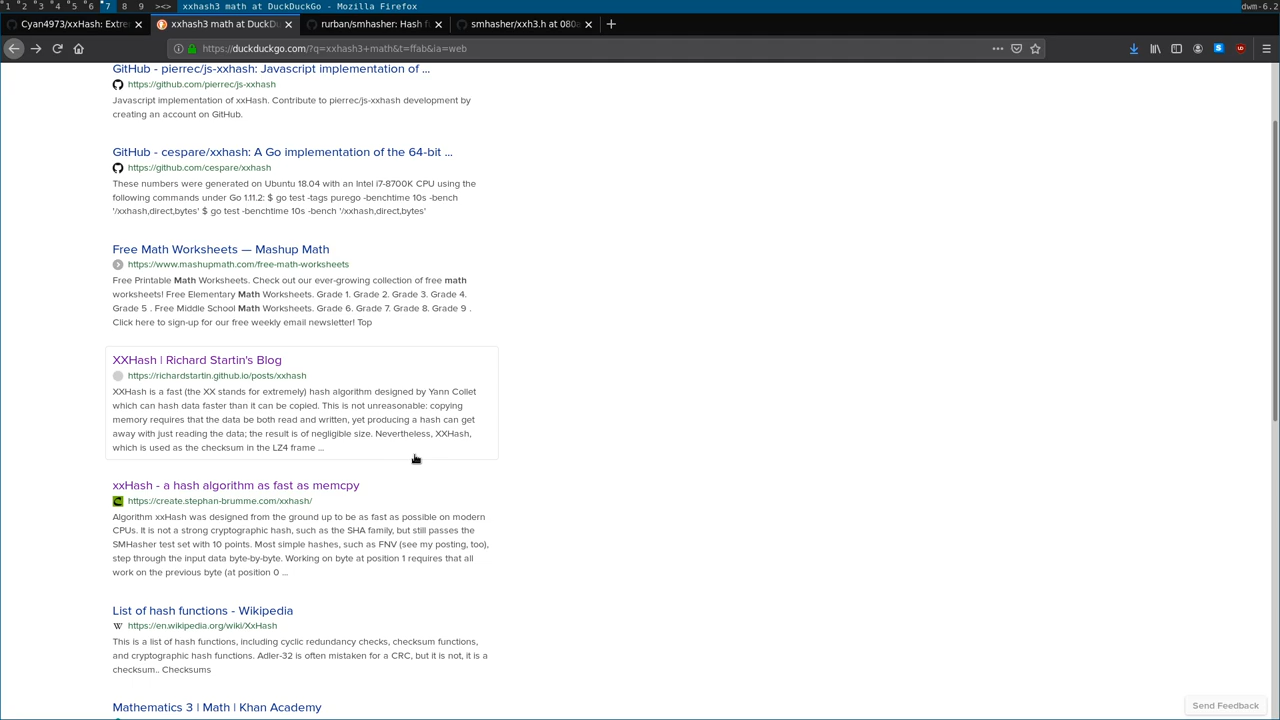 1 2 3 4 5 6 7 8 9 ><> xxhash3 math at DuckDuckGo - Mozilla Firefox dwm-6.2
Cyan4973/xxHash: Extre
xxhash3 math at DuckDu
rurban/smhasher: Hash f
smhasher/xxh3.h at 080
https://duckduckgo.com/?q=xxhash3+math&t=ffab&ia=web
GitHub - pierrec/js-xxhash: Javascript implementation of ...
https://github.com/pierrec/js-xxhash
Javascript implementation of xxHash. Contribute to pierrec/js-xxhash development by
creating an account on GitHub.
GitHub - cespare/xxhash: A Go implementation of the 64-bit ...
https://github.com/cespare/xxhash
These numbers were generated on Ubuntu 18.04 with an Intel i7-8700K CPU using the
following commands under Go 1.11.2: $ go test -tags purego -benchtime 10s -bench
'/xxhash,direct,bytes' $ go test -benchtime 10s -bench '/xxhash,direct,bytes'
Free Math Worksheets — Mashup Math
https://www.mashupmath.com/free-math-worksheets
Free Printable Math Worksheets. Check out our ever-growing collection of free math
worksheets! Free Elementary Math Worksheets. Grade 1. Grade 2. Grade 3. Grade 4.
Grade 5 . Free Middle School Math Worksheets. Grade 6. Grade 7. Grade 8. Grade 9 .
Click here to sign-up for our free weekly email newsletter! Top
XXHash | Richard Startin's Blog
https://richardstartin.github.io/posts/xxhash
XXHash is a fast (the XX stands for extremely) hash algorithm designed by Yann Collet
which can hash data faster than it can be copied. This is not unreasonable: copying
memory requires that the data be both read and written, yet producing a hash can get
away with just reading the data; the result is of negligible size. Nevertheless, XXHash,
which is used as the checksum in the LZ4 frame ...
xxHash - a hash algorithm as fast as memcpy
https://create.stephan-brumme.com/xxhash/
Algorithm xxHash was designed from the ground up to be as fast as possible on modern
CPUs. It is not a strong cryptographic hash, such as the SHA family, but still passes the
SMHasher test set with 10 points. Most simple hashes, such as FNV (see my posting, too),
step through the input data byte-by-byte. Working on byte at position 1 requires that all
work on the previous byte (at position 0 ...
List of hash functions - Wikipedia
https://en.wikipedia.org/wiki/XxHash
This is a list of hash functions, including cyclic redundancy checks, checksum functions,
and cryptographic hash functions. Adler-32 is often mistaken for a CRC, but it is not, it is a
checksum.. Checksums
Mathematics 3 | Math | Khan Academy
Send Feedback